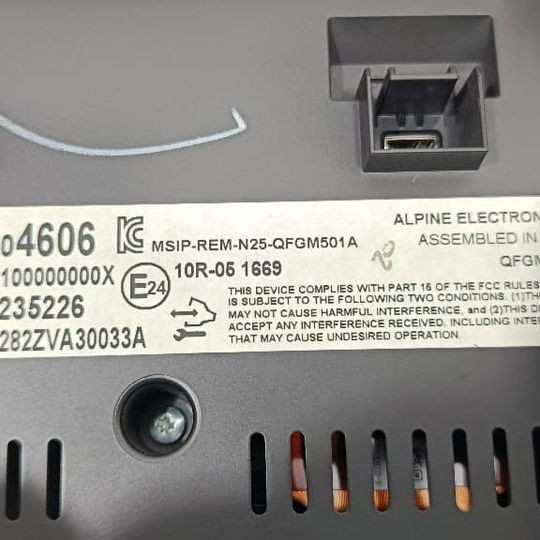 04606
MSIP-REM-N25-QFGM501A
ALPINE ELECTRON
100000000X
E24
10R-05 1669
ASSEMBLED IN
QFGM
235226
282ZVA30033A
THIS DEVICE COMPLIES WITH PART 15 OF THE FCC RULES
IS SUBJECT TO THE FOLLOWING TWO CONDITIONS. (1)TH
MAY NOT CAUSE HARMFUL INTERFERENCE, and (2)THIS D
ACCEPT ANY INTERFERENCE RECEIVED. INCLUDING INTE
THAT MAY CAUSE UNDESIRED OPERATION.